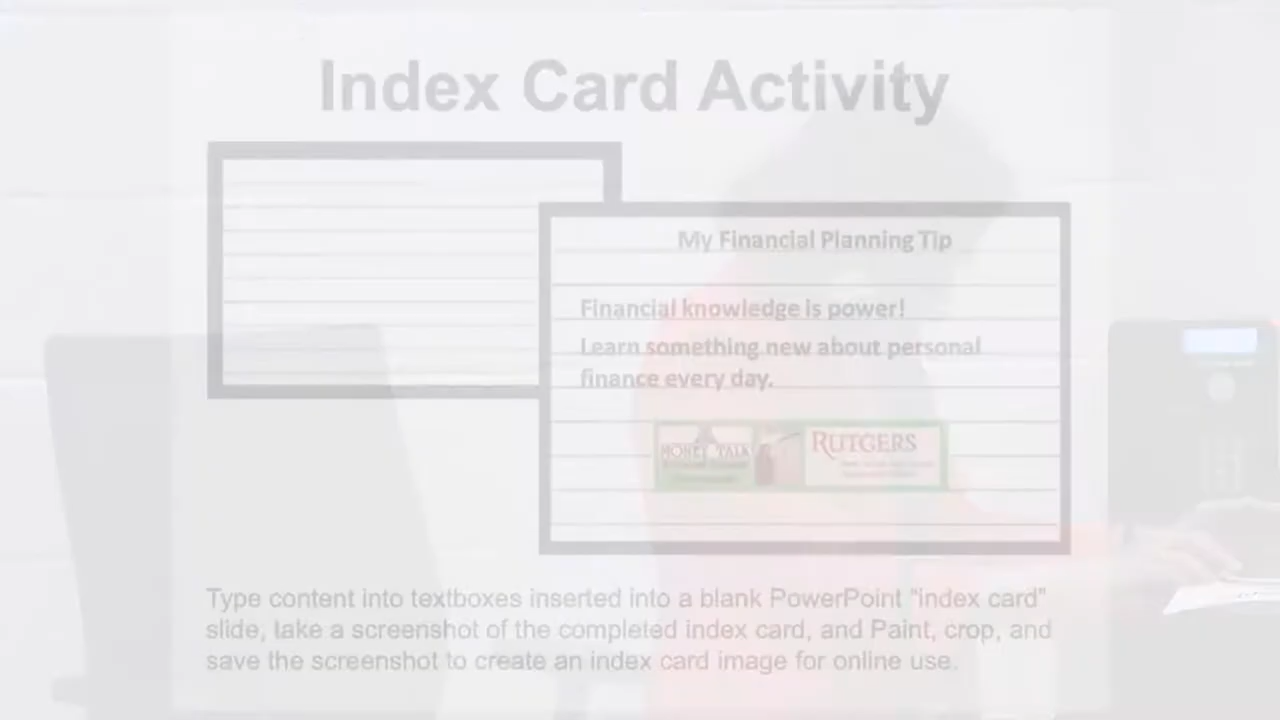 Index Card Activity
My Financial Planning Tip
Financial knowledge is power!
Learn something new about personal
finance every day.
MONEY TALK
RUTGERS
Type content into textboxes inserted into a blank PowerPoint “index card”
slide, take a screenshot of the completed index card, and Paint, crop, and
save the screenshot to create an index card image for online use.